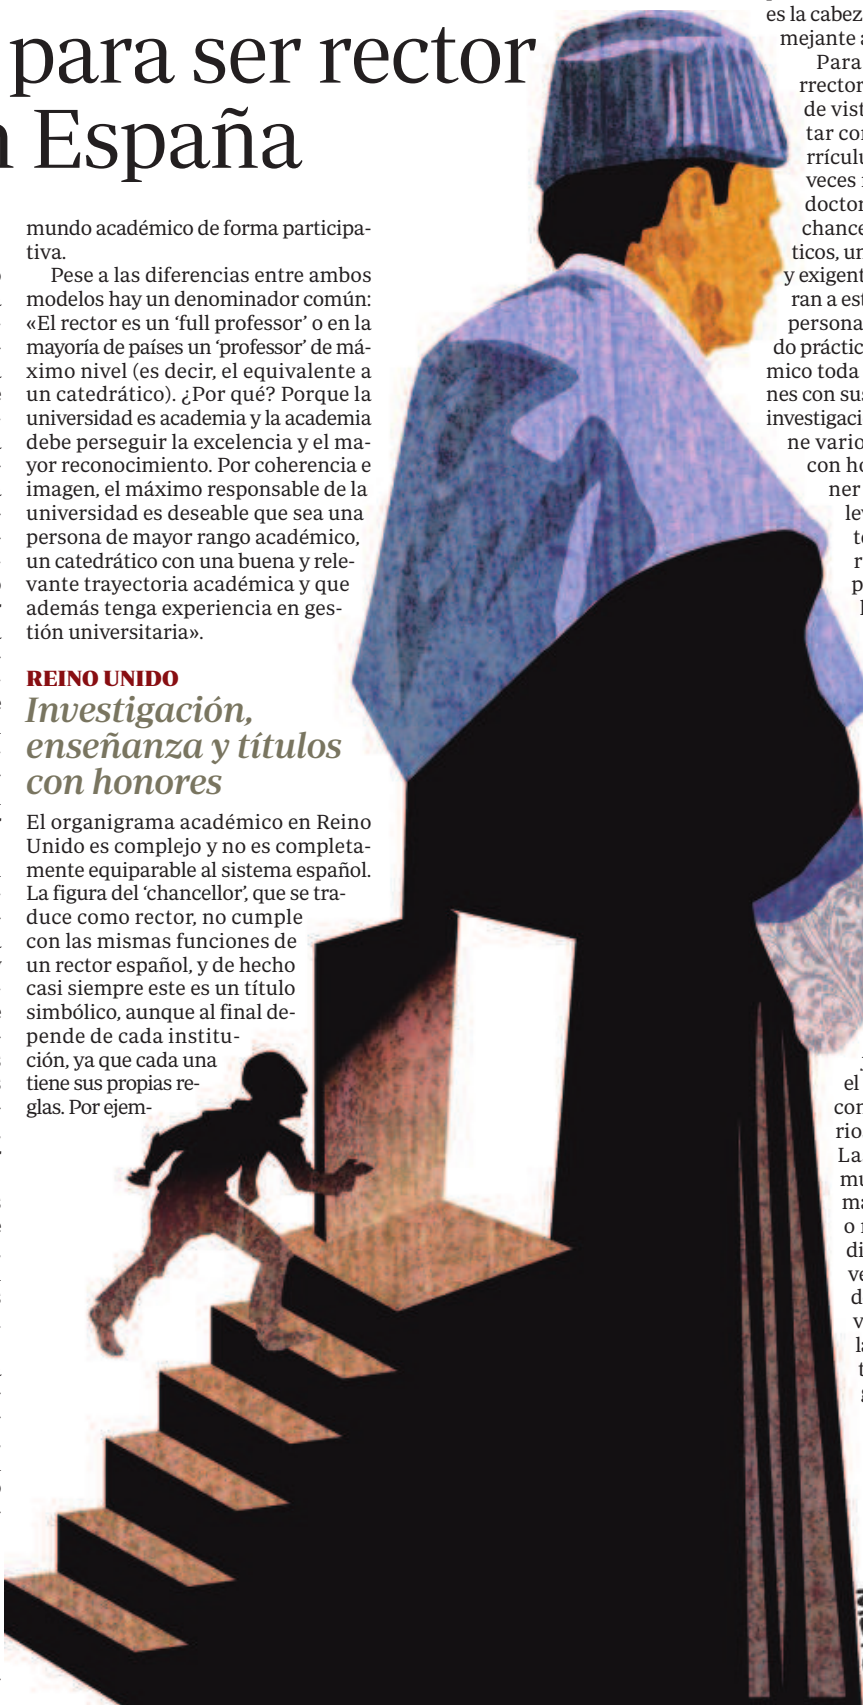 para ser rector
España
mundo académico de forma participa-
tiva.
Pese a las diferencias entre ambos
modelos hay un denominador común:
«El rector es un ‘full professor’ o en la
mayoría de países un ‘professor’ de má-
ximo nivel (es decir, el equivalente a
un catedrático). ¿Por qué? Porque la
universidad es academia y la academia
debe perseguir la excelencia y el ma-
yor reconocimiento. Por coherencia e
imagen, el máximo responsable de la
universidad es deseable que sea una
persona de mayor rango académico,
un catedrático con una buena y rele-
vante trayectoria académica y que
además tenga experiencia en ges-
tión universitaria».
REINO UNIDO
Investigación,
enseñanza y títulos
con honores
El organigrama académico en Reino
Unido es complejo y no es completa-
mente equiparable al sistema español.
La figura del ‘chancellor’, que se tra-
duce como rector, no cumple
con las mismas funciones de
un rector español, y de hecho
casi siempre este es un título
simbólico, aunque al final de-
pende de cada institu-
ción, ya que cada una
tiene sus propias re-
glas. Por ejem-
es la cabez
mejante a
Para
rrector
de vist
tar con
rrícul
veces
doctor
chance
ticos, un
y exigent
ran a est
persona
do práctic
mico toda
nes con sus
investigaci
ne vario
con ho
ner
lev
te
r
p
el
con
rio
La
mu
ma
o
di
ve
d
v
la
t
g